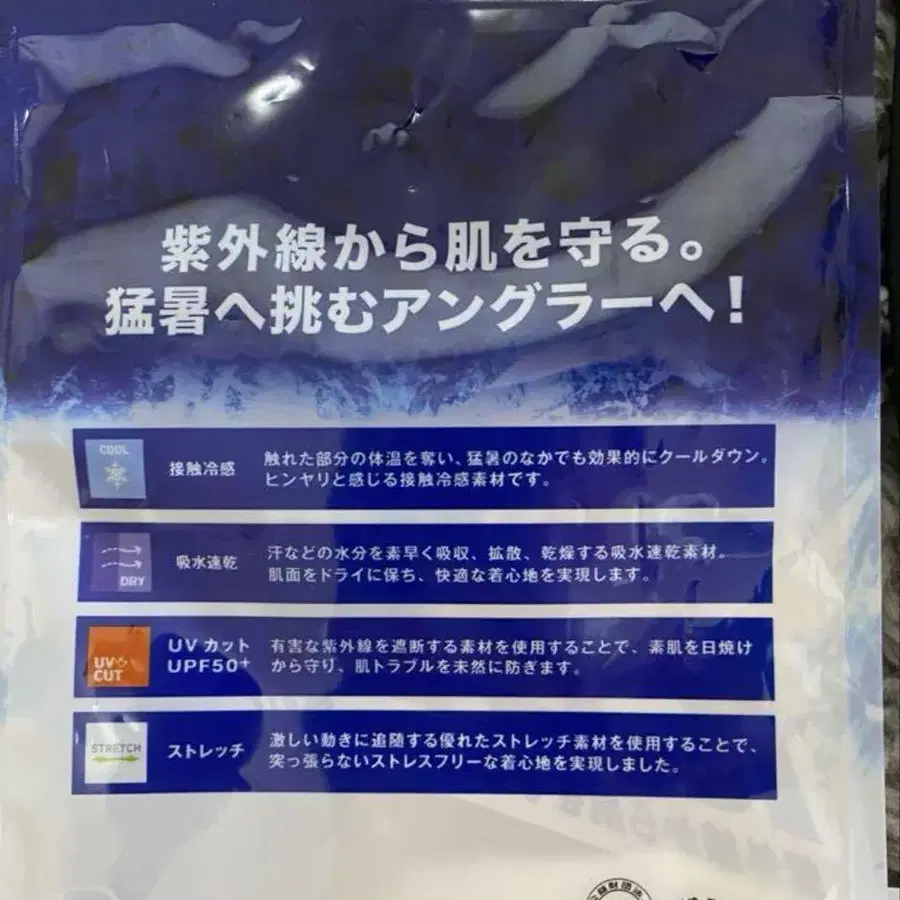 紫外線から肌を守る。
猛暑へ挑むアングラーへ！
COOL
接触冷感
触れた部分の体温を奪い、猛暑のなかでも効果的にクールダウン。
ヒンヤリと感じる接触冷感素材です。
DRY
吸水速乾
汗などの水分を素早く吸収、拡散、乾燥する吸水速乾素材。
肌面をドライに保ち、快適な着心地を実現します。
UV
CUT
UVカット
UPF50+
有害な紫外線を遮断する素材を使用することで、素肌を日焼け
から守り、肌トラブルを未然に防ぎます。
STRETCH
ストレッチ
激しい動きに追随する優れたストレッチ素材を使用することで、
突っ張らないストレスフリーな着心地を実現しました。